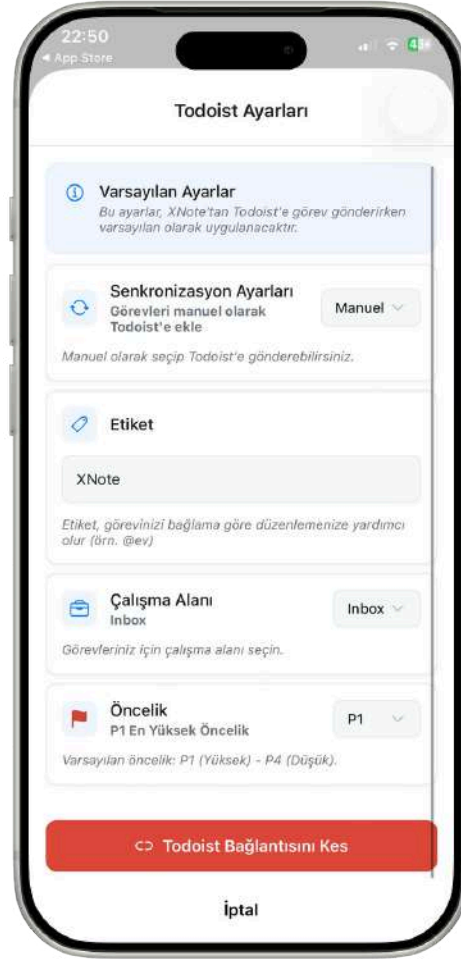 22:50
◀ App Store
Todoist Ayarları
Varsayılan Ayarlar
Bu ayarlar, XNote'tan Todoist'e görev gönderirken
varsayılan olarak uygulanacaktır.
Senkronizasyon Ayarları
Görevleri manuel olarak
Todoist'e ekle
Manuel
Manuel olarak seçip Todoist'e gönderebilirsiniz.
Etiket
XNote
Etiket, görevinizi bağlama göre düzenlemenize yardımcı
olur (örn. @ev)
Çalışma Alanı
Inbox
Inbox
Görevleriniz için çalışma alanı seçin.
Öncelik
P1 En Yüksek Öncelik
P1
Varsayılan öncelik: P1 (Yüksek) - P4 (Düşük).
Todoist Bağlantısını Kes
İptal